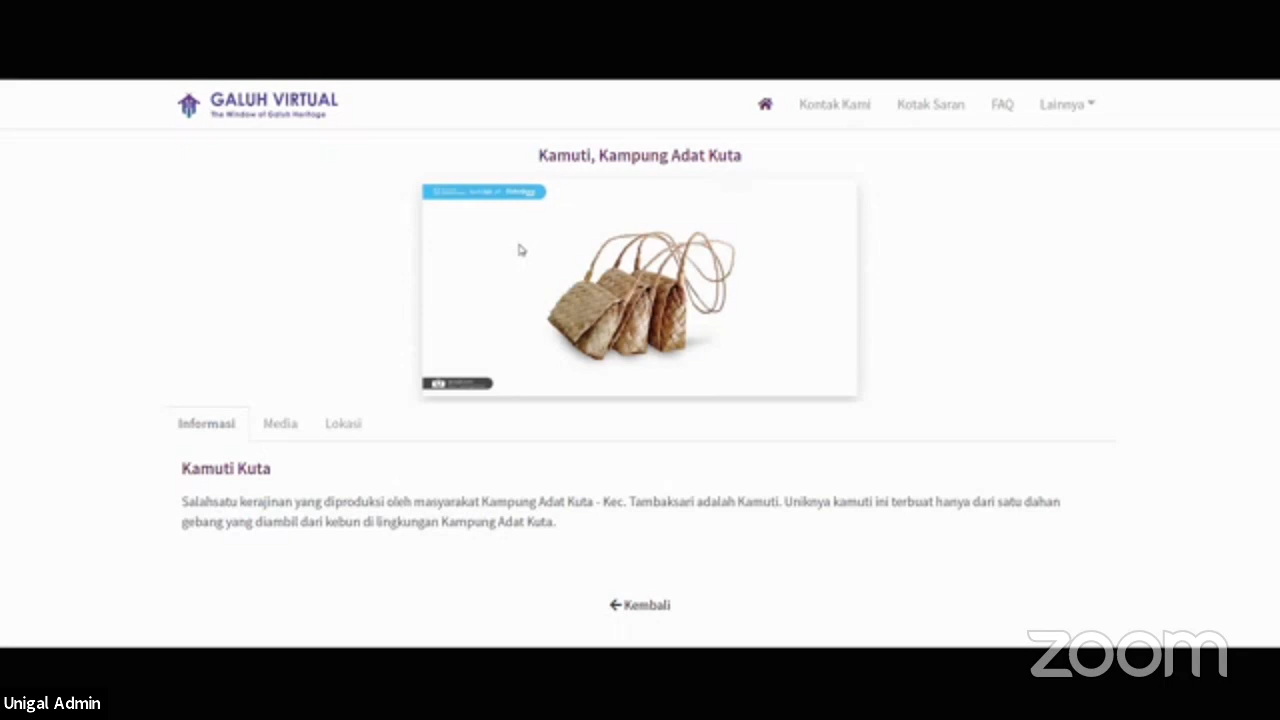 GALUH VIRTUAL
The Window of Galuh Heritage
Kontak Kami
Kotak Saran
FAQ
Lainnya
Kamuti, Kampung Adat Kuta
Informasi
Media
Lokasi
Kamuti Kuta
Salahsatu kerajinan yang diproduksi oleh masyarakat Kampung Adat Kuta - Kec. Tambaksari adalah Kamuti. Uniknya kamuti ini terbuat hanya dari satu dahan
gebang yang diambil dari kebun di lingkungan Kampung Adat Kuta.
Kembali
zoom
Unigal Admin